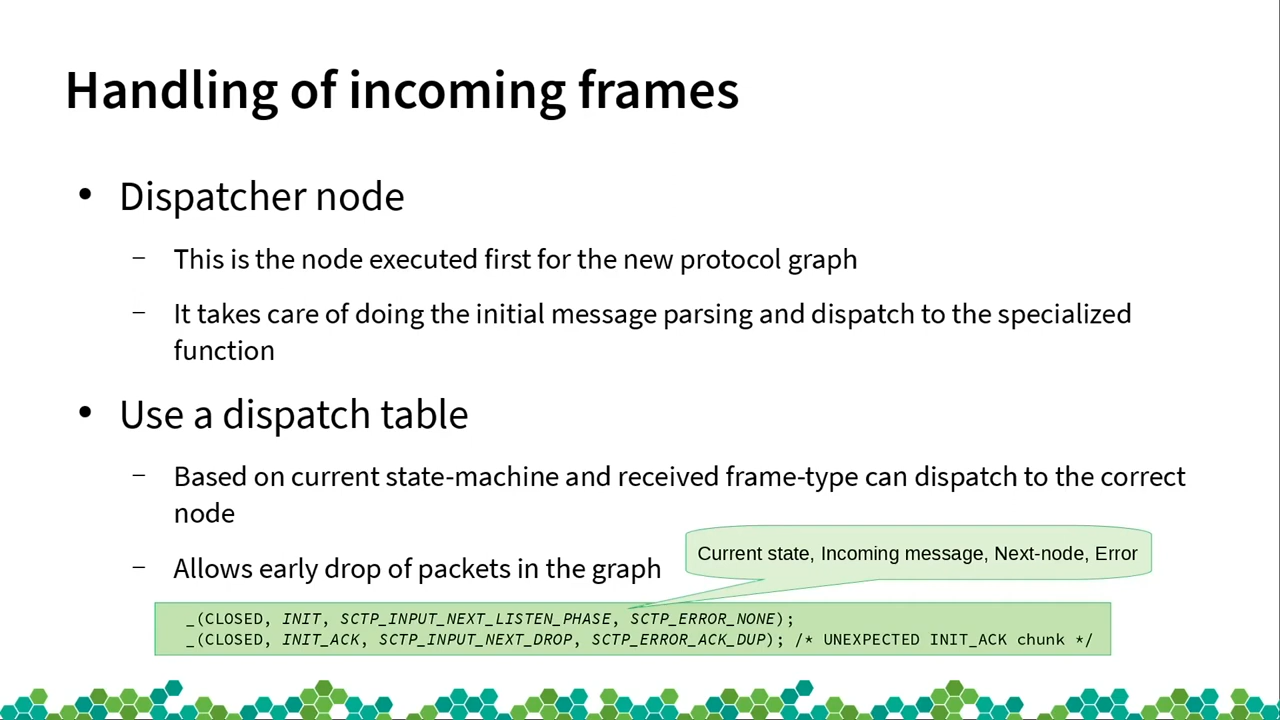 Handling of incoming frames
• Dispatcher node
– This is the node executed first for the new protocol graph
– It takes care of doing the initial message parsing and dispatch to the specialized
function
• Use a dispatch table
– Based on current state-machine and received frame-type can dispatch to the correct
node
– Allows early drop of packets in the graph
Current state, Incoming message, Next-node, Error
_(CLOSED, INIT, SCTP_INPUT_NEXT_LISTEN_PHASE, SCTP_ERROR_NONE);
_(CLOSED, INIT_ACK, SCTP_INPUT_NEXT_DROP, SCTP_ERROR_ACK_DUP); /* UNEXPECTED INIT_ACK chunk */